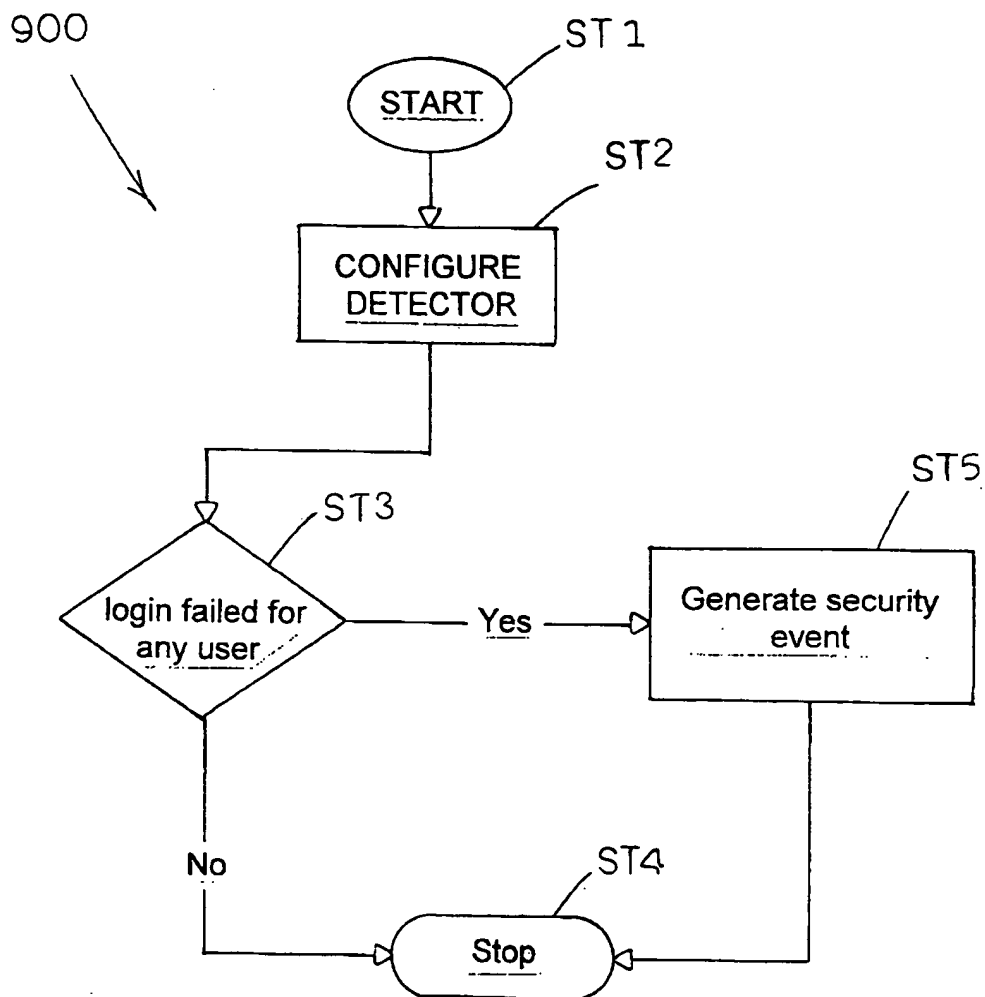 900
ST1
START
ST2
CONFIGURE
DETECTOR
ST3
login failed for
any user
Yes
ST5
Generate security
event
No
ST4
Stop